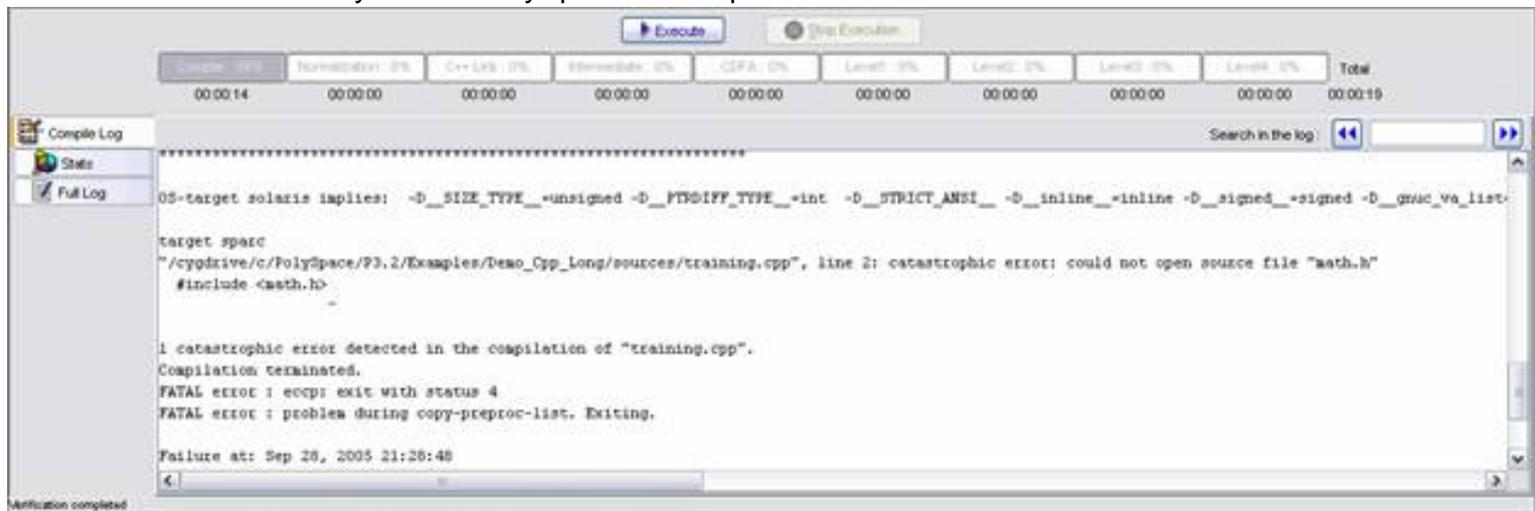 Execute Stop Execution
Normalization : 0% C++ Link : 0% Intermediate : 0% CDFA : 0% Level1 : 0% Level2 : 0% Level3 : 0% Level4 : 0% Total
00:00:14 00:00:00 00:00:00 00:00:00 00:00:00 00:00:00 00:00:00 00:00:00 00:00:00 00:00:19
Compile Log
Search in the log
Stats
Full Log
OS-target solaris implies: -D__SIZE_TYPE__=unsigned -D__PTRDIFF_TYPE__=int -D__STRICT_ANSI__ -D__inline__=inline -D__signed__=signed -D__gnuc_va_list=
target sparc
"/cygdrive/c/PolySpace/P3.2/Examples/Demo_Cpp_Long/sources/training.cpp", line 2: catastrophic error: could not open source file "math.h"
#include <math.h>
^
1 catastrophic error detected in the compilation of "training.cpp".
Compilation terminated.
FATAL error : eccp: exit with status 4
FATAL error : problem during copy-preproc-list. Exiting.
Failure at: Sep 28, 2005 21:28:48
Verification completed